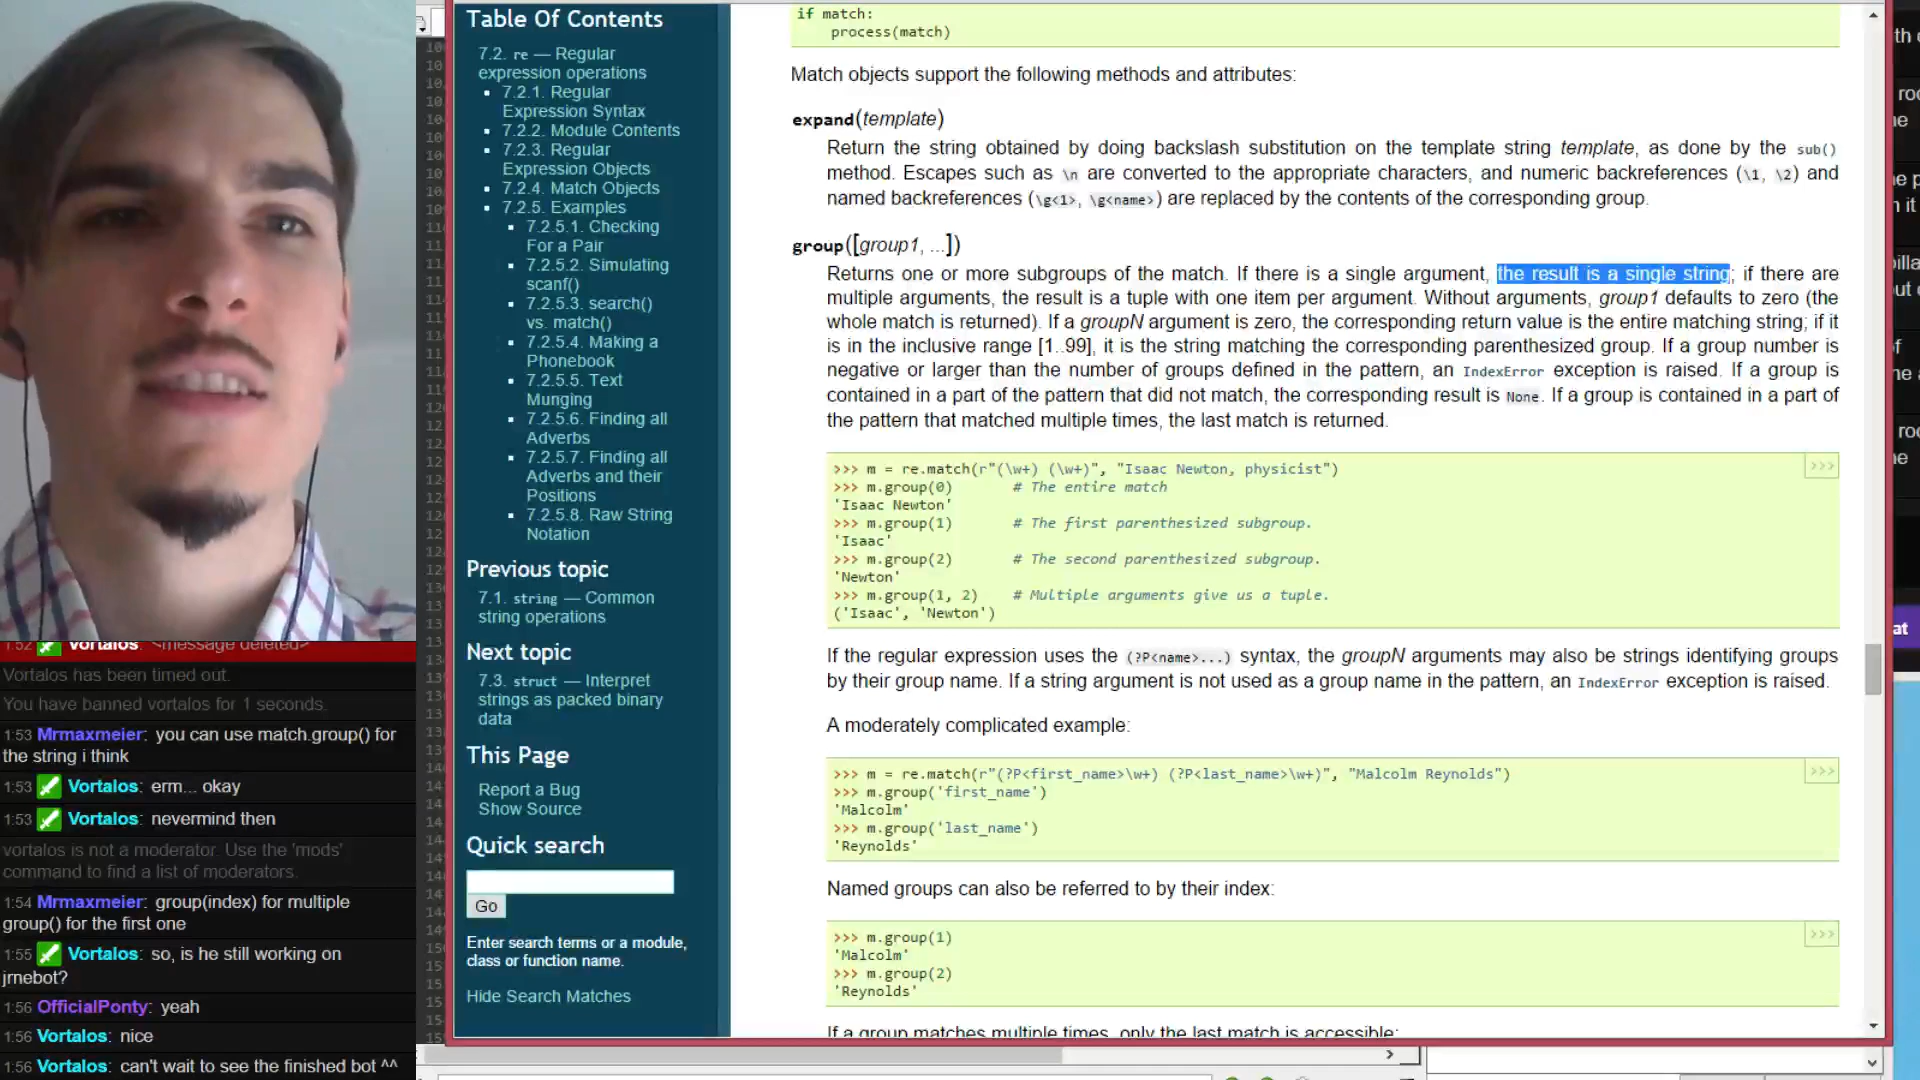 Table Of Contents
7.2. re — Regular
expression operations
7.2.1. Regular
Expression Syntax
7.2.2. Module Contents
7.2.3. Regular
Expression Objects
7.2.4. Match Objects
7.2.5. Examples
7.2.5.1. Checking
For a Pair
7.2.5.2. Simulating
scanf()
7.2.5.3. search()
vs. match()
7.2.5.4. Making a
Phonebook
7.2.5.5. Text
Munging
7.2.5.6. Finding all
Adverbs
7.2.5.7. Finding all
Adverbs and their
Positions
7.2.5.8. Raw String
Notation
Previous topic
7.1. string — Common
string operations
Next topic
7.3. struct — Interpret
strings as packed binary
data
This Page
Report a Bug
Show Source
Quick search
Go
Enter search terms or a module,
class or function name.
Hide Search Matches
if match:
process(match)
Match objects support the following methods and attributes:
expand(template)
Return the string obtained by doing backslash substitution on the template string template, as done by the sub()
method. Escapes such as \n are converted to the appropriate characters, and numeric backreferences (\1, \2) and
named backreferences (\g<1>, \g<name>) are replaced by the contents of the corresponding group.
group([group1, ...])
Returns one or more subgroups of the match. If there is a single argument, the result is a single string; if there are
multiple arguments, the result is a tuple with one item per argument. Without arguments, group1 defaults to zero (the
whole match is returned). If a groupN argument is zero, the corresponding return value is the entire matching string; if it
is in the inclusive range [1..99], it is the string matching the corresponding parenthesized group. If a group number is
negative or larger than the number of groups defined in the pattern, an IndexError exception is raised. If a group is
contained in a part of the pattern that did not match, the corresponding result is None. If a group is contained in a part of
the pattern that matched multiple times, the last match is returned.
>>>
>>> m = re.match(r"(\w+) (\w+)", "Isaac Newton, physicist")
>>> m.group(0)       # The entire match
'Isaac Newton'
>>> m.group(1)       # The first parenthesized subgroup.
'Isaac'
>>> m.group(2)       # The second parenthesized subgroup.
'Newton'
>>> m.group(1, 2)    # Multiple arguments give us a tuple.
('Isaac', 'Newton')
If the regular expression uses the (?P<name>...) syntax, the groupN arguments may also be strings identifying groups
by their group name. If a string argument is not used as a group name in the pattern, an IndexError exception is raised.
A moderately complicated example:
>>>
>>> m = re.match(r"(?P<first_name>\w+) (?P<last_name>\w+)", "Malcolm Reynolds")
>>> m.group('first_name')
'Malcolm'
>>> m.group('last_name')
'Reynolds'
Named groups can also be referred to by their index:
>>>
>>> m.group(1)
'Malcolm'
>>> m.group(2)
'Reynolds'
If a group matches multiple times, only the last match is accessible:
1:52 Vortalos: <message deleted>
Vortalos has been timed out.
You have banned vortalos for 1 seconds.
1:53 Mrmaxmeier: you can use match.group() for
the string i think
1:53 Vortalos: erm... okay
1:53 Vortalos: nevermind then
vortalos is not a moderator. Use the 'mods'
command to find a list of moderators.
1:54 Mrmaxmeier: group(index) for multiple
group() for the first one
1:55 Vortalos: so, is he still working on
jrnebot?
1:56 OfficialPonty: yeah
1:56 Vortalos: nice
1:56 Vortalos: can't wait to see the finished bot ^^